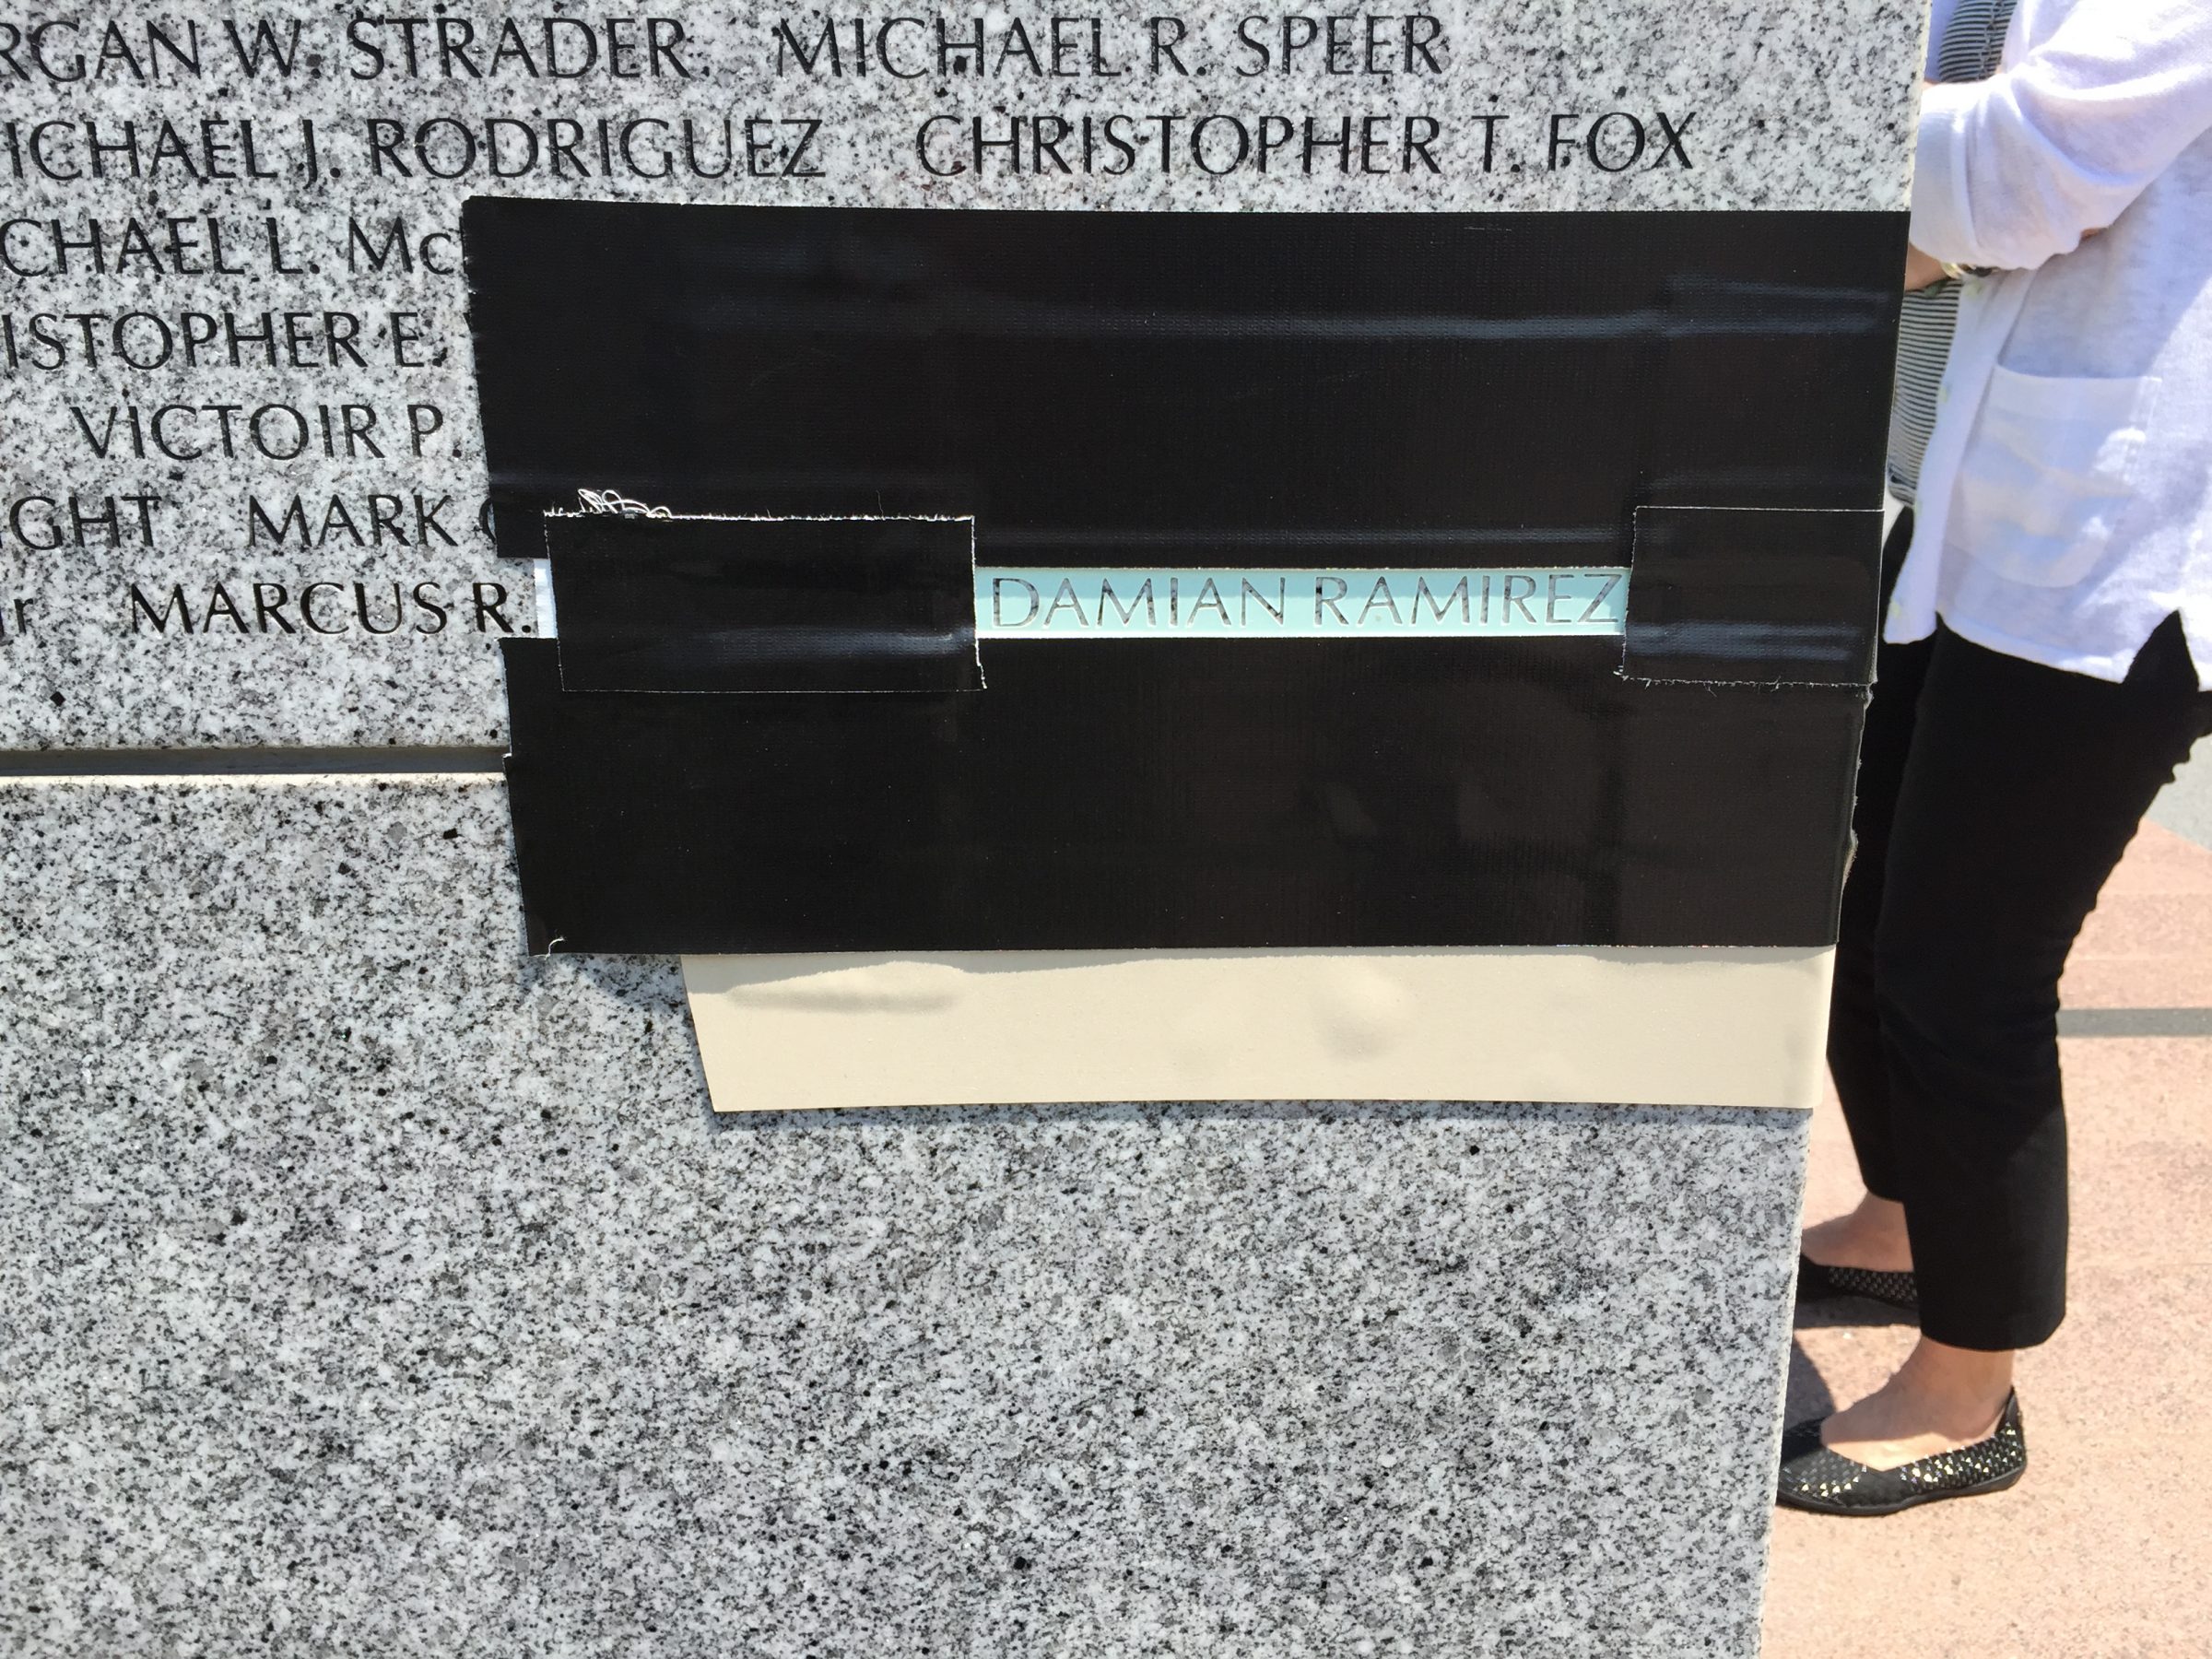 RGAN W. STRADER MICHAEL R. SPEER
ICHAEL J. RODRIGUEZ CHRISTOPHER T. FOX
CHAEL L. Mc
ISTOPHER E.
VICTOIR P.
GHT MARK
r MARCUS R. DAMIAN RAMIREZ